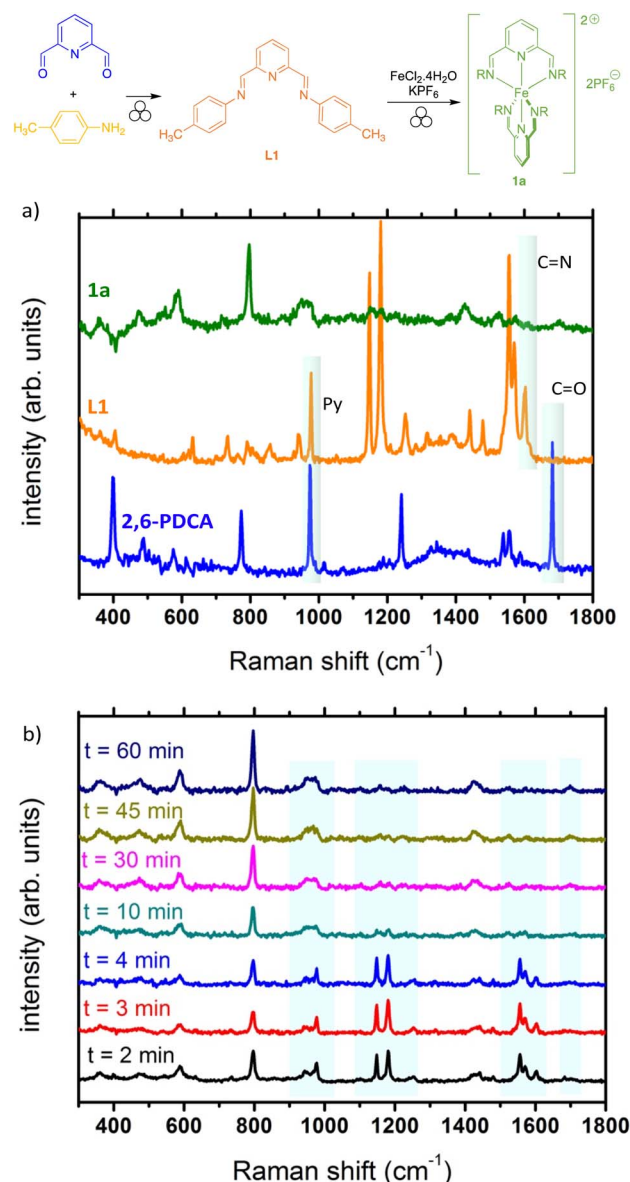 O N O
+
H3C NH2
N
N N
CH3 CH3
L1
FeCl2.4H2O
KPF6
2+
N
RN NR
Fe
RN NR
N
2PF6−
1a
a)
C=N
1a
C=O
L1
Py
2,6-PDCA
intensity (arb. units)
400 600 800 1000 1200 1400 1600 1800
Raman shift (cm-1)
b)
t = 60 min
t = 45 min
t = 30 min
t = 10 min
t = 4 min
t = 3 min
t = 2 min
intensity (arb. units)
400 600 800 1000 1200 1400 1600 1800
Raman shift (cm-1)